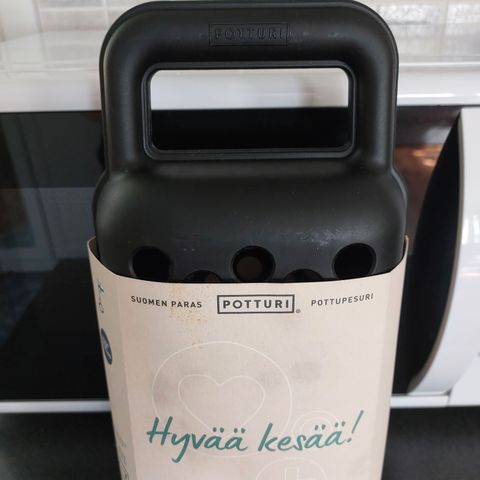 POTTURI
SUOMEN PARAS POTTURI® POTTUPESURI
Hyvää kesää!